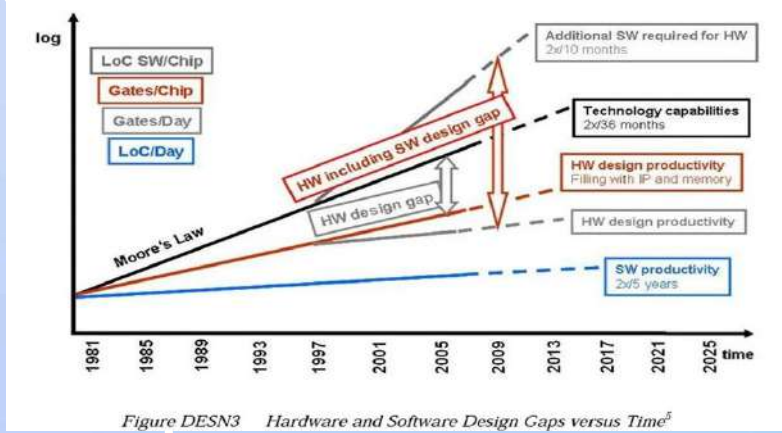 log
LoC SW/Chip
Gates/Chip
Gates/Day
LoC/Day
Additional SW required for HW
2x/10 months
Technology capabilities
2x/36 months
HW design productivity
Filling with IP and memory
HW design productivity
SW productivity
2x/5 years
HW including SW design gap
HW design gap
Moore's Law
1981
1985
1989
1993
1997
2001
2005
2009
2013
2017
2021
2025
time
Figure DESN3 Hardware and Software Design Gaps versus Time5